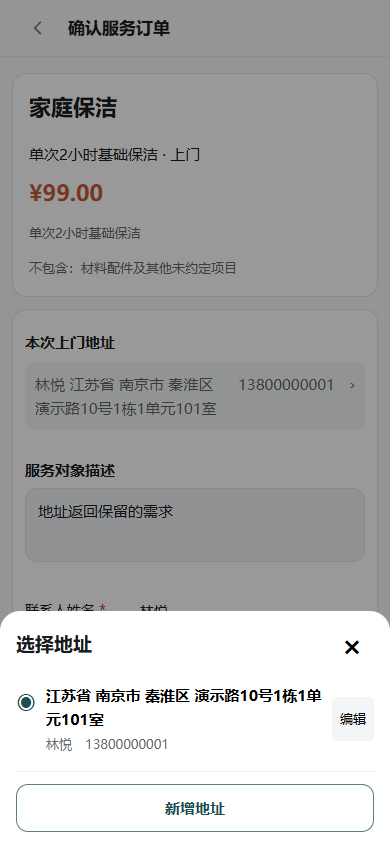 确认服务订单
家庭保洁
单次2小时基础保洁 · 上门
¥99.00
单次2小时基础保洁
不包含：材料配件及其他未约定项目
本次上门地址
林悦 江苏省 南京市 秦淮区 13800000001 ›
演示路10号1栋1单元101室
服务对象描述
地址返回保留的需求
联系人姓名 * 林悦
选择地址 ×
江苏省 南京市 秦淮区 演示路10号1栋1单
元101室
编辑
林悦 13800000001
新增地址